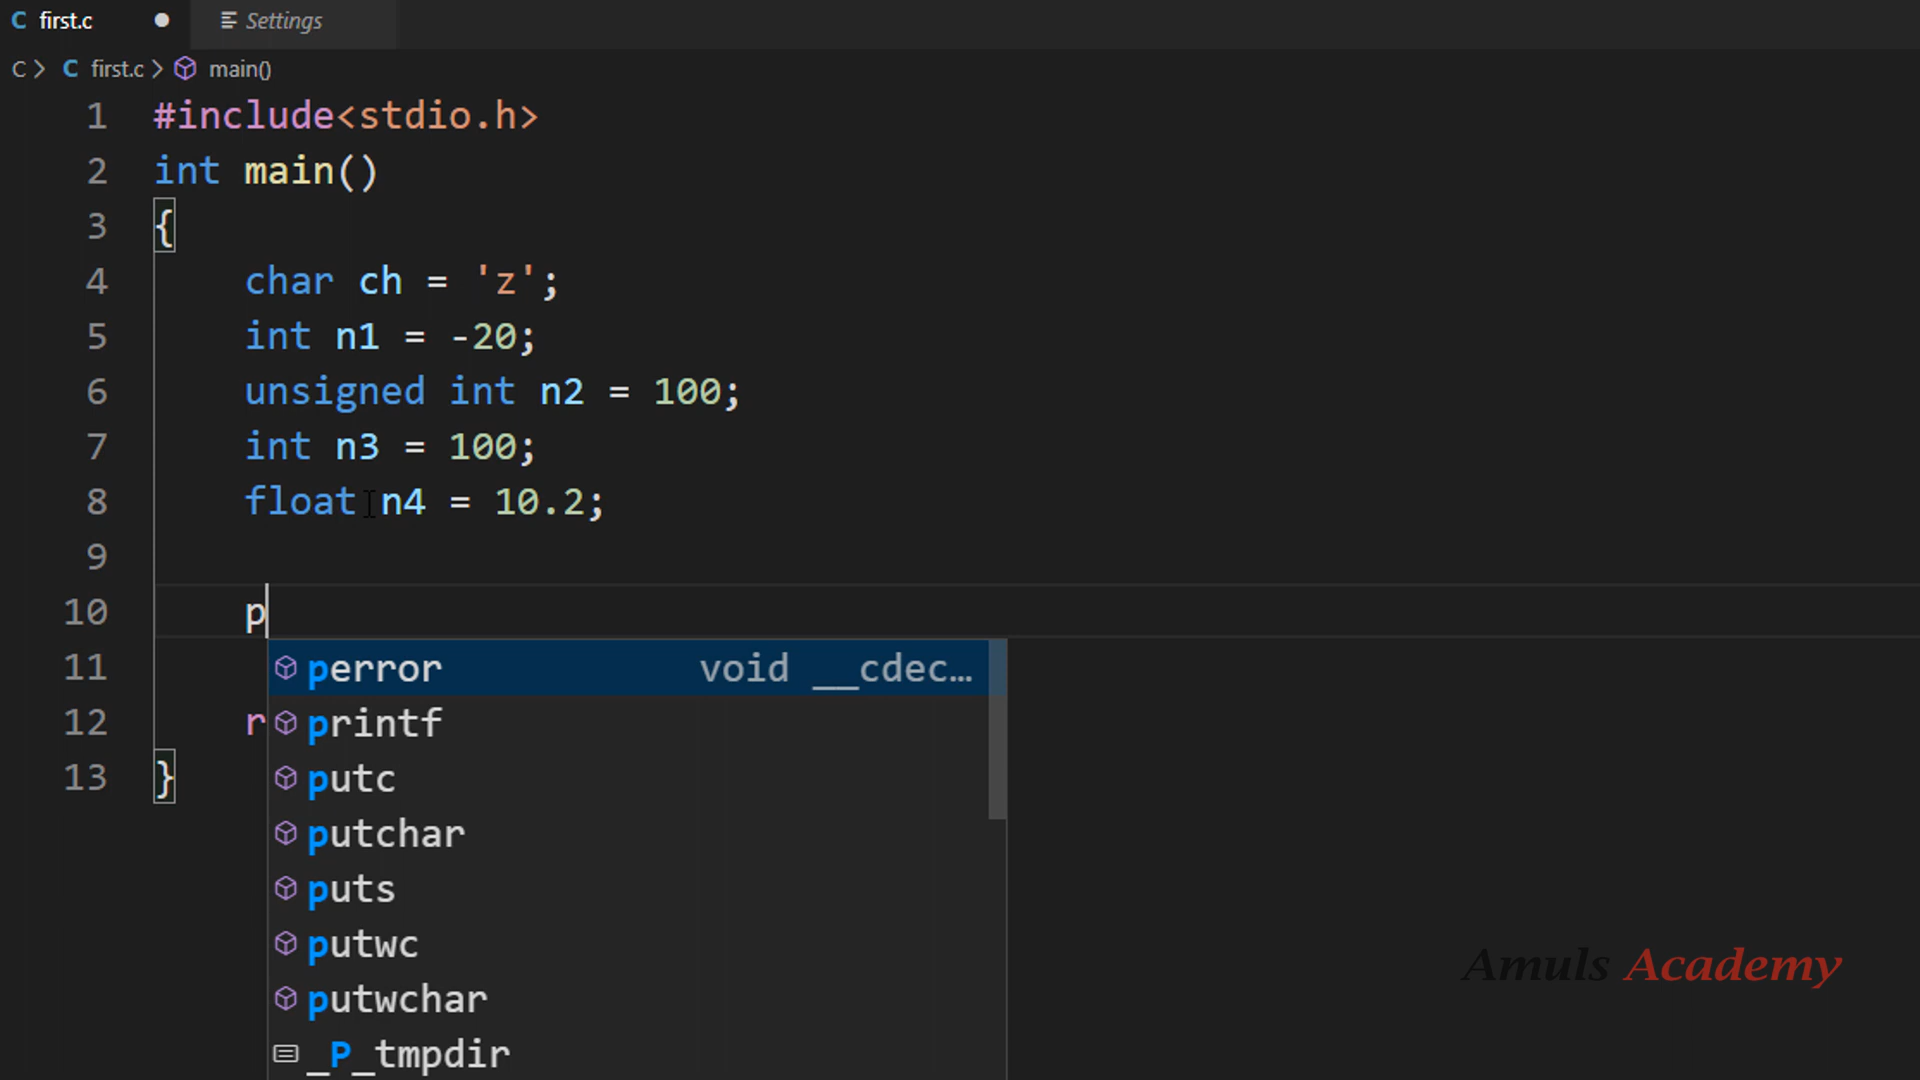 first.c Settings
C > first.c > main()
1 #include<stdio.h>
2 int main()
3 {
4 char ch = 'z';
5 int n1 = -20;
6 unsigned int n2 = 100;
7 int n3 = 100;
8 float n4 = 10.2;
9
10 p
11 perror void __cdec...
12 r printf
13 } putc
putchar
puts
putwc
putwchar
Amuls Academy
_P_tmpdir